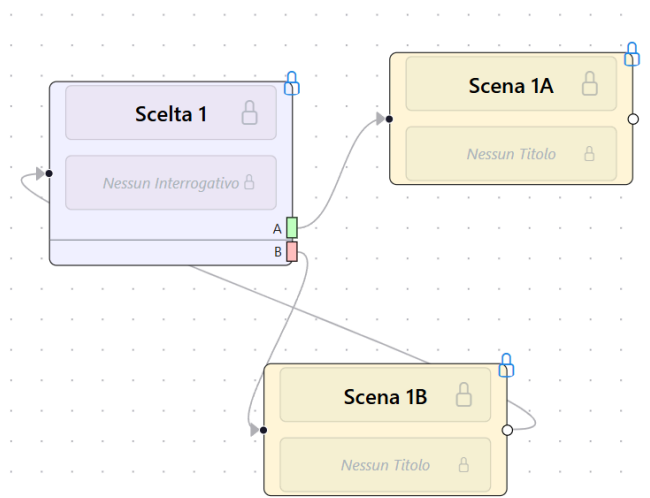 Scelta 1
Nessun Interrogativo
A
B
Scena 1A
Nessun Titolo
Scena 1B
Nessun Titolo